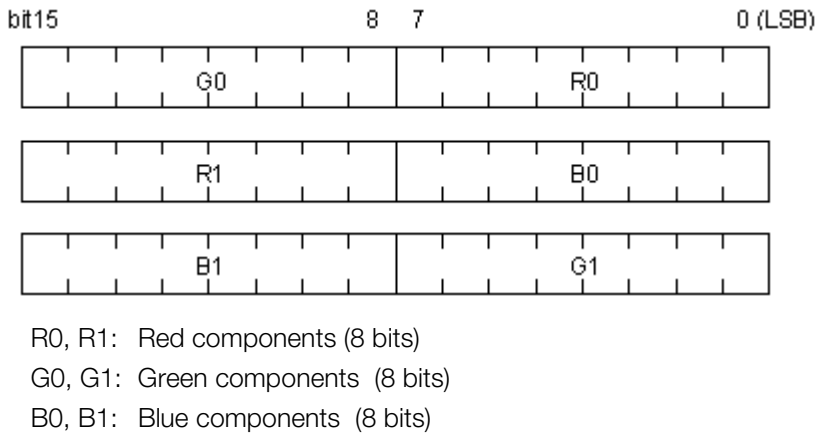 bit15 8 7 0 (LSB)
G0 R0
R1 B0
B1 G1
R0, R1: Red components (8 bits)
G0, G1: Green components (8 bits)
B0, B1: Blue components (8 bits)